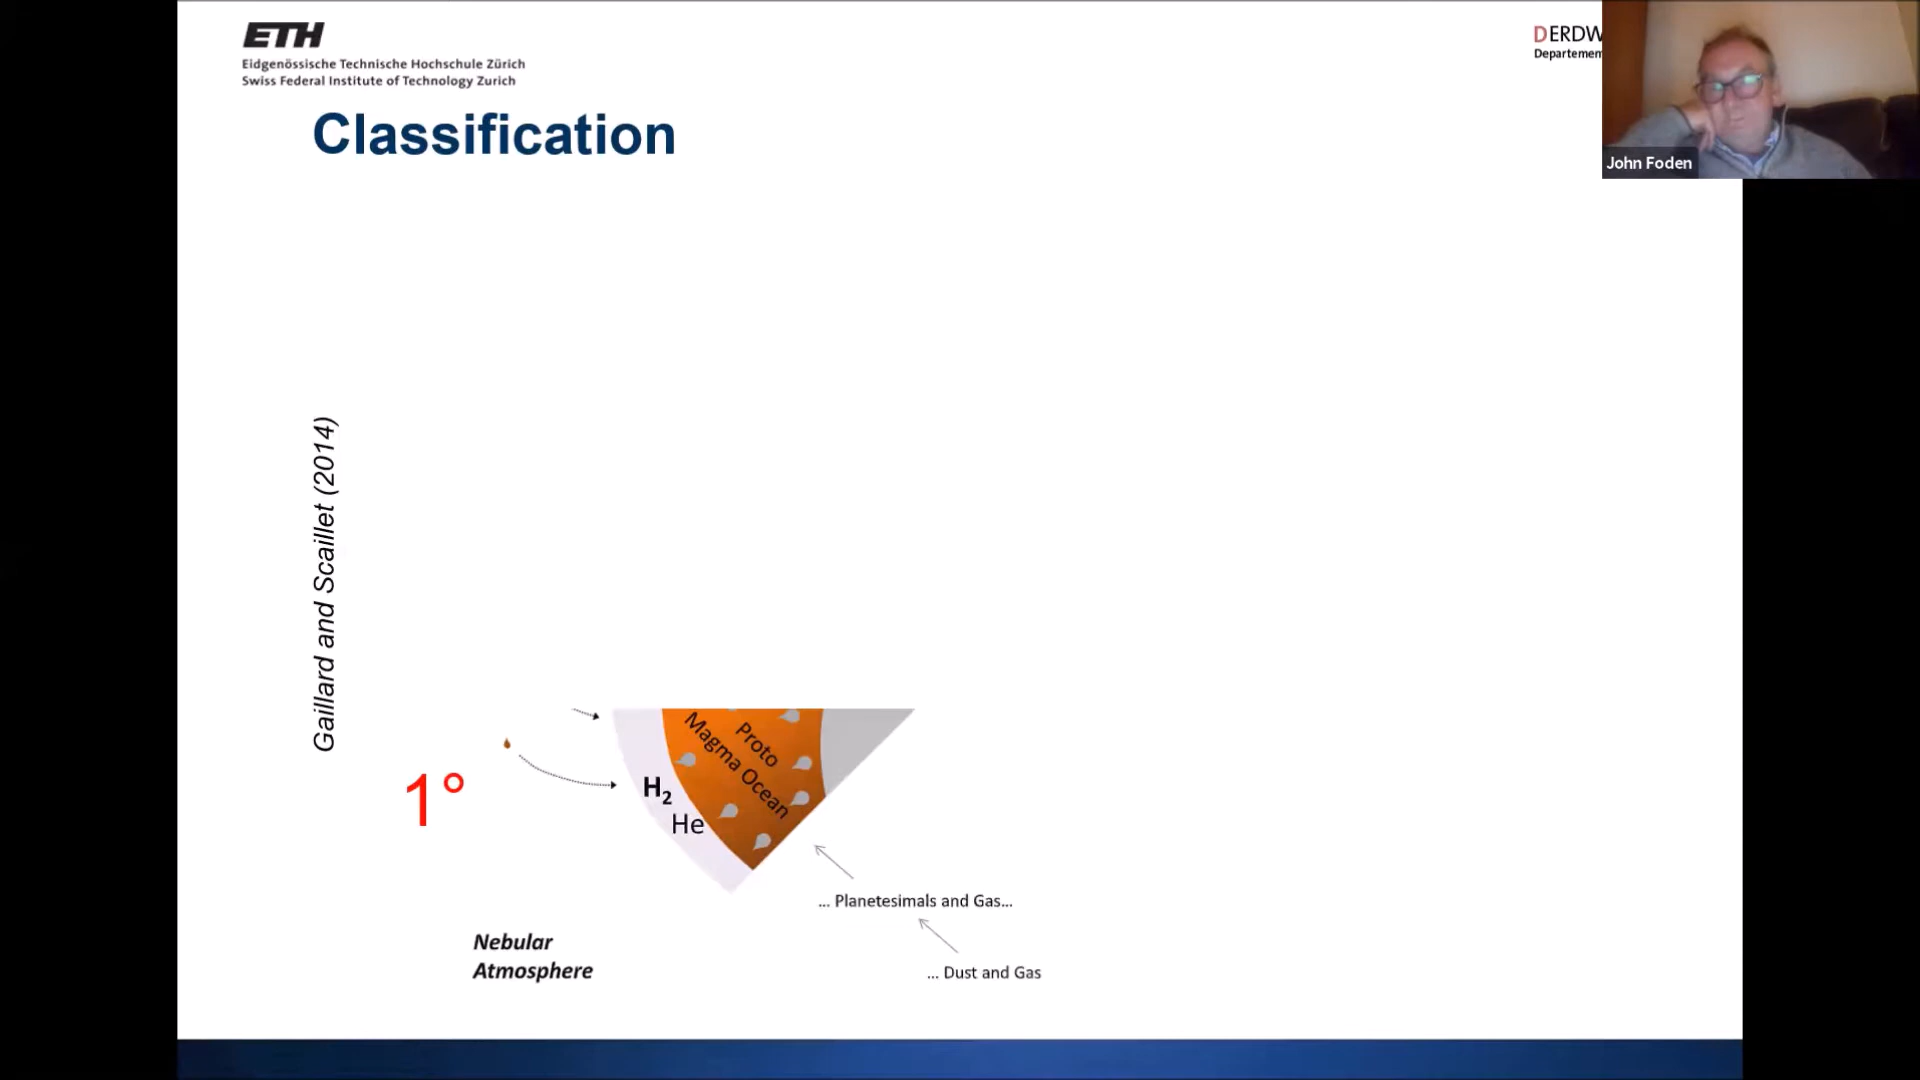 ETH
Eidgenössische Technische Hochschule Zürich
Swiss Federal Institute of Technology Zurich
DERDW
Departemen
John Foden
Classification
Gaillard and Scaillet (2014)
1°
Proto
Magma Ocean
H₂
He
... Planetesimals and Gas...
Nebular
Atmosphere
... Dust and Gas